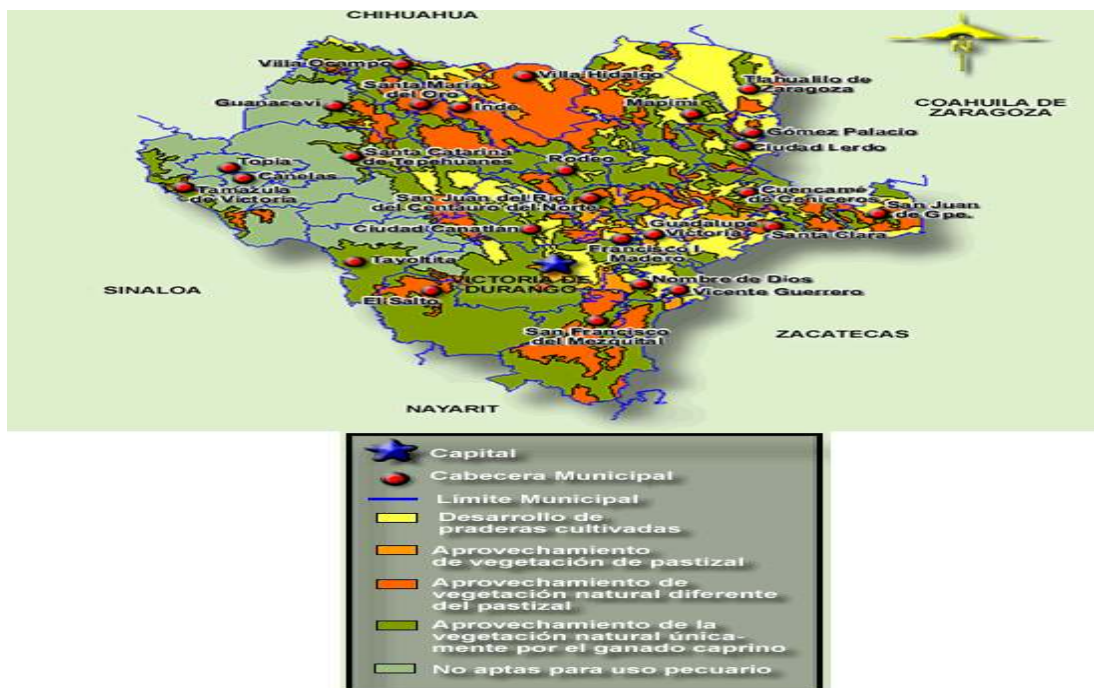 CHIHUAHUA
Villa Ocampo
Villa Hidalgo
Santa María
del Oro
Tlahualilo de
Zaragoza
Guanacevi
Inde
Mapimi
COAHUILA DE
ZARAGOZA
Gómez Palacio
Ciudad Lerdo
Santa Catarina
de Tepehuanes
Rodeo
Topia
Canelas
Tamazula
de Victoria
San Juan del Rio
del Centauro del Norte
Cuencamé
de Ceniceros
San Juan
de Gpe.
Ciudad Canatlán
Guadalupe
Victoria
Santa Clara
Francisco I.
Madero
Tayoltita
VICTORIA DE
DURANGO
Nombre de Dios
Vicente Guerrero
SINALOA
El Salto
San Francisco
del Mezquital
ZACATECAS
NAYARIT
Capital
Cabecera Municipal
Límite Municipal
Desarrollo de
praderas cultivadas
Aprovechamiento
de vegetación de pastizal
Aprovechamiento de
vegetación natural diferente
del pastizal
Aprovechamiento de la
vegetación natural única-
mente por el ganado caprino
No aptas para uso pecuario